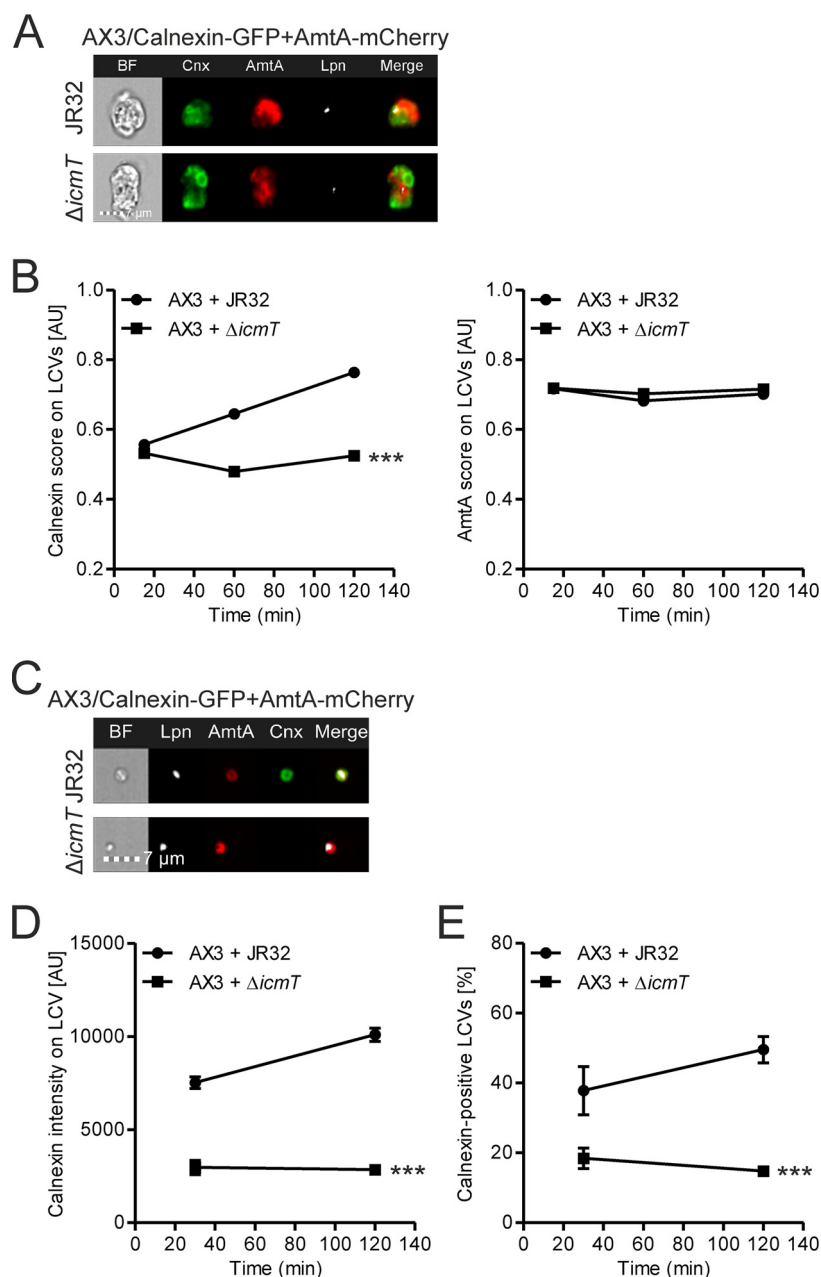 A
AX3/Calnexin-GFP+AmtA-mCherry
BF Cnx AmtA Lpn Merge
JR32
ΔicmT
7 µm
B
Calnexin score on LCVs [AU]
1.0
0.8
0.6
0.4
0.2
AX3 + JR32
AX3 + ΔicmT
***
0 20 40 60 80 100 120 140
Time (min)
AmtA score on LCVs [AU]
1.0
0.8
0.6
0.4
0.2
AX3 + JR32
AX3 + ΔicmT
0 20 40 60 80 100 120 140
Time (min)
C
AX3/Calnexin-GFP+AmtA-mCherry
BF Lpn AmtA Cnx Merge
JR32
ΔicmT
7 µm
D
Calnexin intensity on LCV [AU]
15000
10000
5000
0
AX3 + JR32
AX3 + ΔicmT
***
0 20 40 60 80 100 120 140
Time (min)
E
Calnexin-positive LCVs [%]
80
60
40
20
0
AX3 + JR32
AX3 + ΔicmT
***
0 20 40 60 80 100 120 140
Time (min)